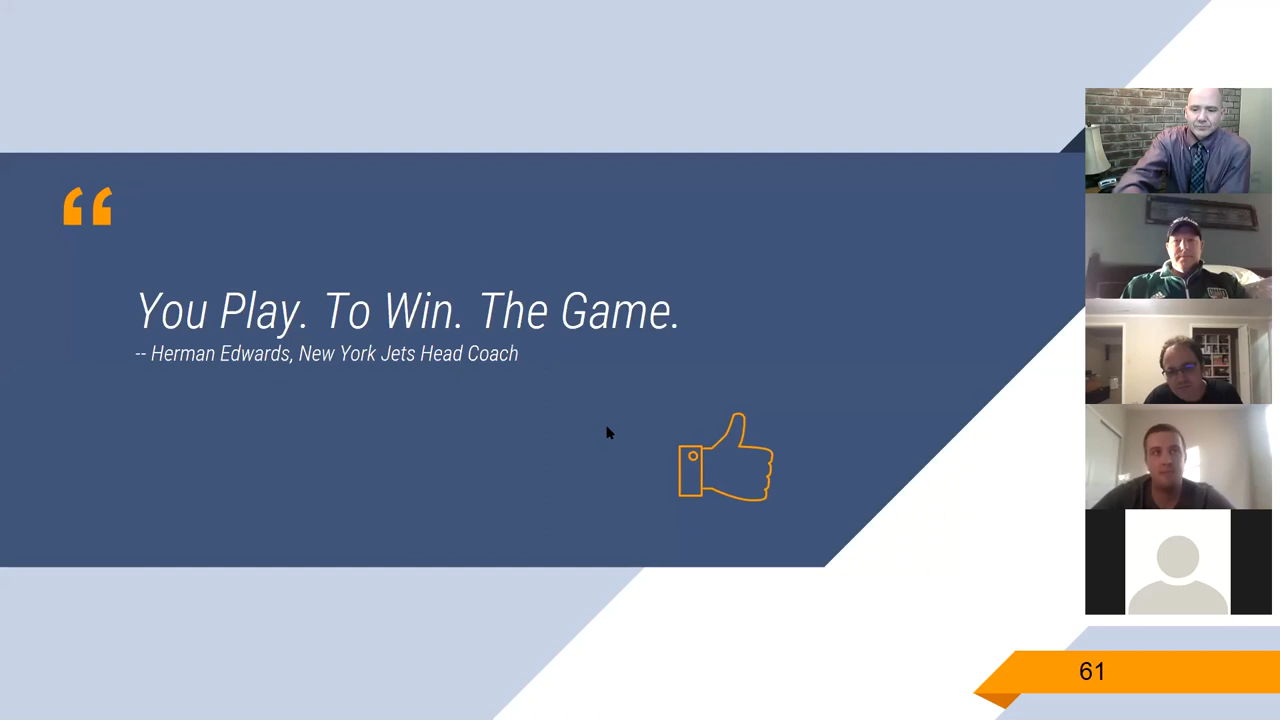 “
You Play. To Win. The Game.
-- Herman Edwards, New York Jets Head Coach
61